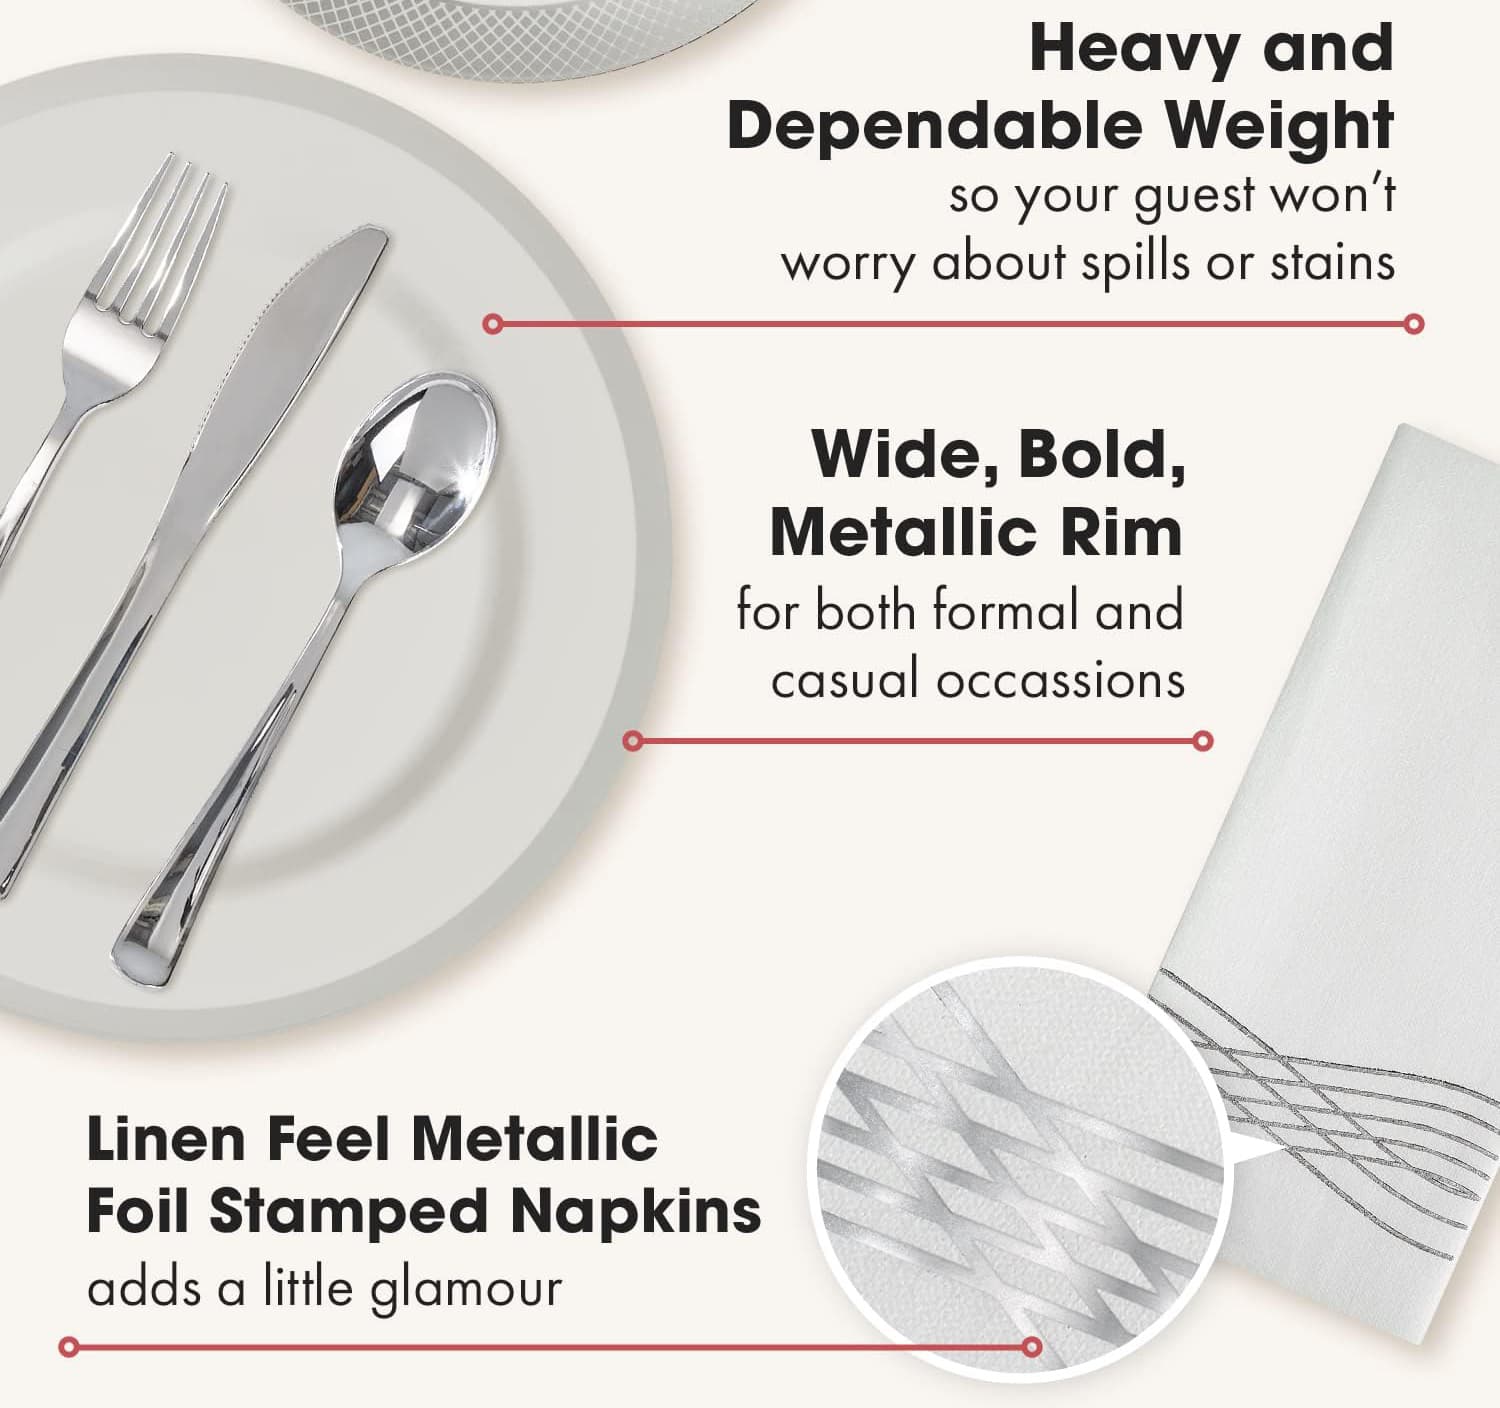 Heavy and
Dependable Weight
so your guest won't
worry about spills or stains
Wide, Bold,
Metallic Rim
for both formal and
casual occassions
Linen Feel Metallic
Foil Stamped Napkins
adds a little glamour